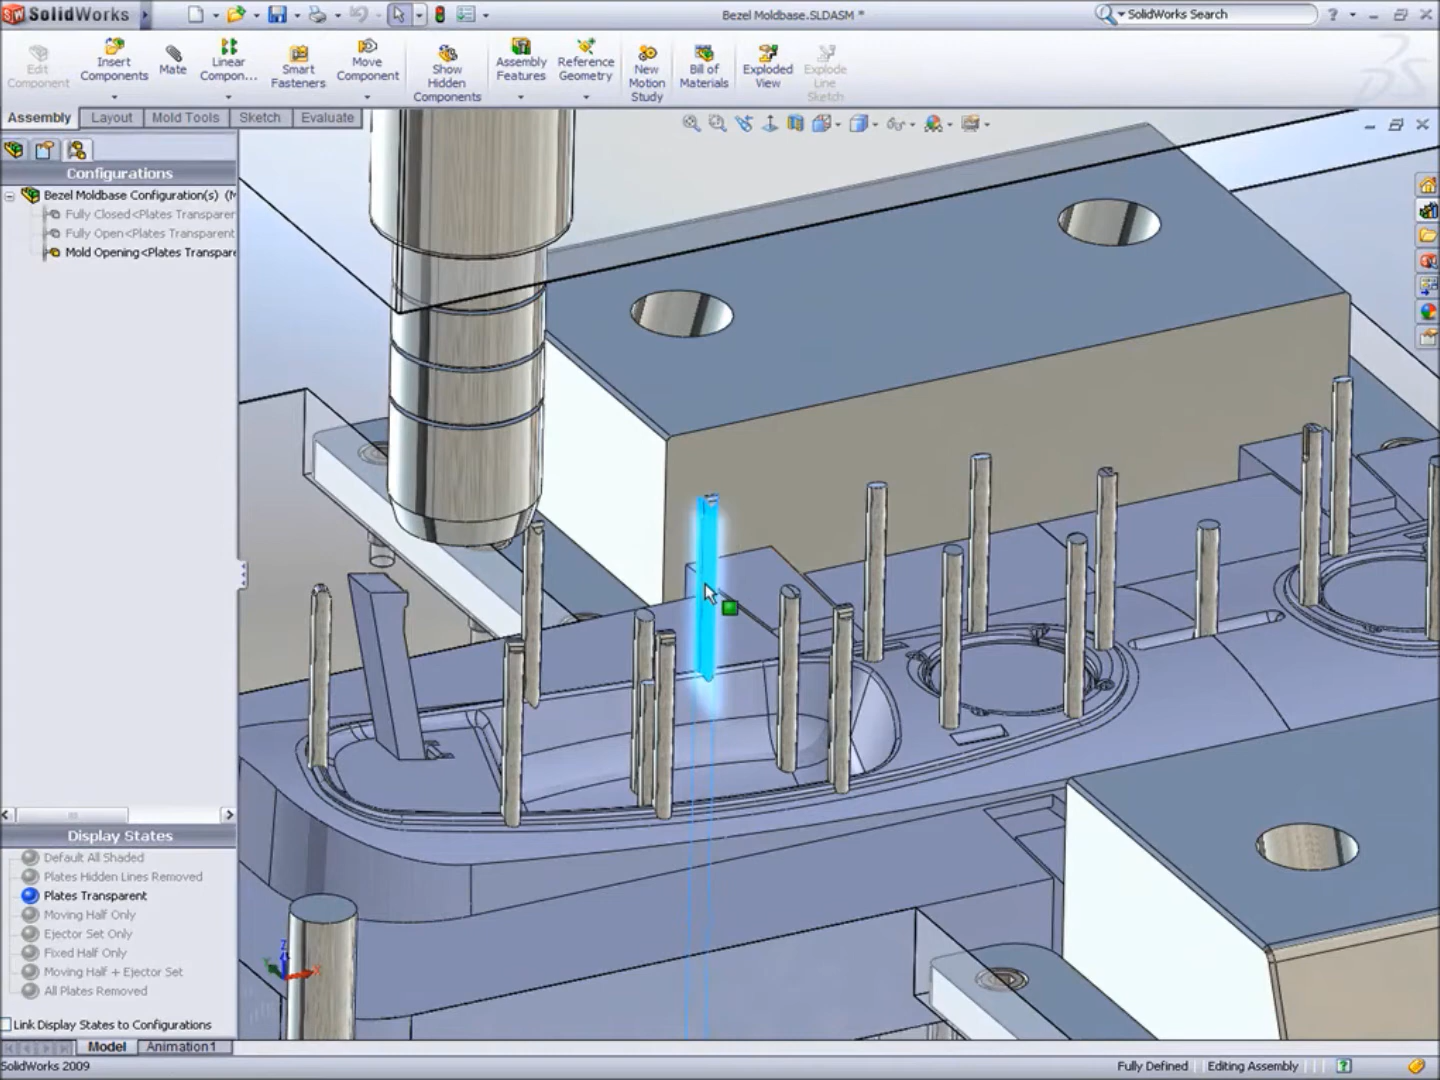 SolidWorks
Bezel Moldbase.SLDASM *
SolidWorks Search
?
Edit Component
Insert Components
Mate
Linear Compon...
Smart Fasteners
Move Component
Show Hidden Components
Assembly Features
Reference Geometry
New Motion Study
Bill of Materials
Exploded View
Explode Line Sketch
Assembly
Layout
Mold Tools
Sketch
Evaluate
Configurations
Bezel Moldbase Configuration(s) (M
Fully Closed<Plates Transparer
Fully Open<Plates Transparent
Mold Opening<Plates Transpare
Display States
Default All Shaded
Plates Hidden Lines Removed
Plates Transparent
Moving Half Only
Ejector Set Only
Fixed Half Only
Moving Half + Ejector Set
All Plates Removed
Z
X
Link Display States to Configurations
Model
Animation1
SolidWorks 2009
Fully Defined
Editing Assembly
?